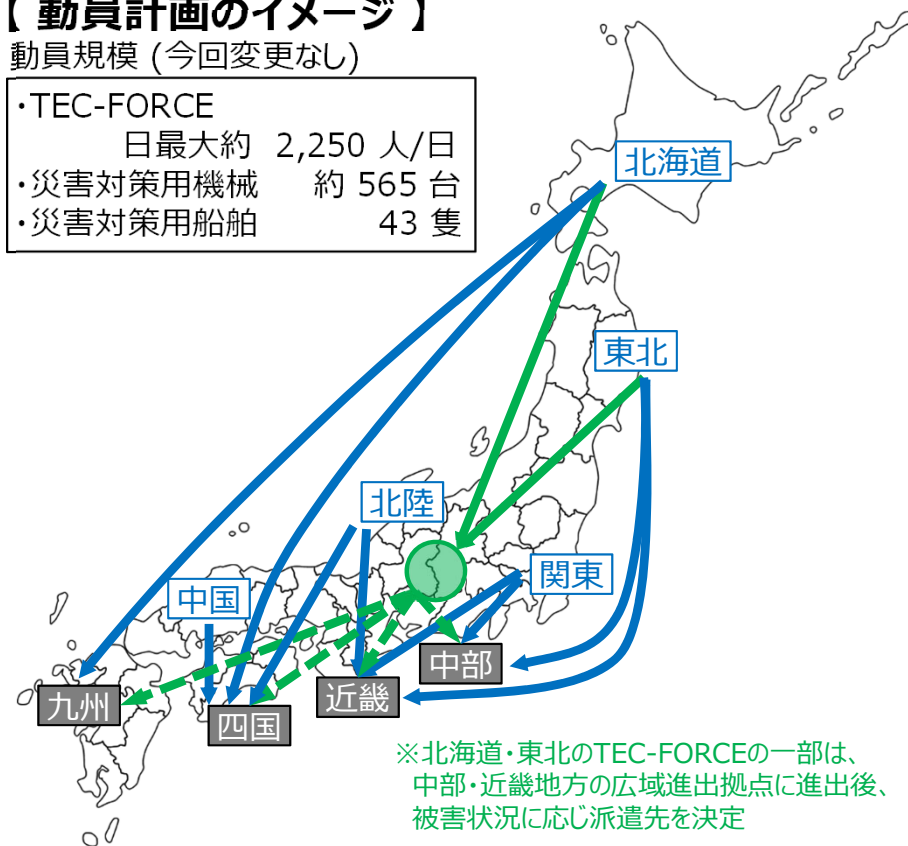 【 動員計画のイメージ 】
動員規模 (今回変更なし)
・TEC-FORCE
日最大約 2,250 人/日
・災害対策用機械 約 565 台
・災害対策用船舶 43 隻
北海道
東北
北陸
関東
中国
中部
近畿
九州
四国
※北海道・東北のTEC-FORCEの一部は、
中部・近畿地方の広域進出拠点に進出後、
被害状況に応じ派遣先を決定